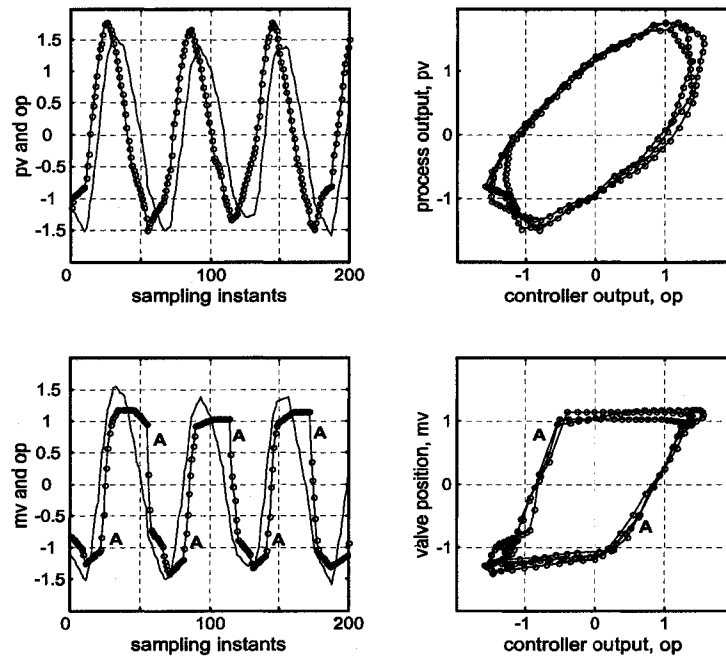 pv and op
1.5
1
0.5
0
-0.5
-1
-1.5
0
100
200
sampling instants
process output, pv
1
0
-1
-1
0
1
controller output, op
mv and op
1.5
1
0.5
0
-0.5
-1
-1.5
A
A
A
A
A
A
0
100
200
sampling instants
valve position, mv
1
0
-1
A
A
-1
0
1
controller output, op